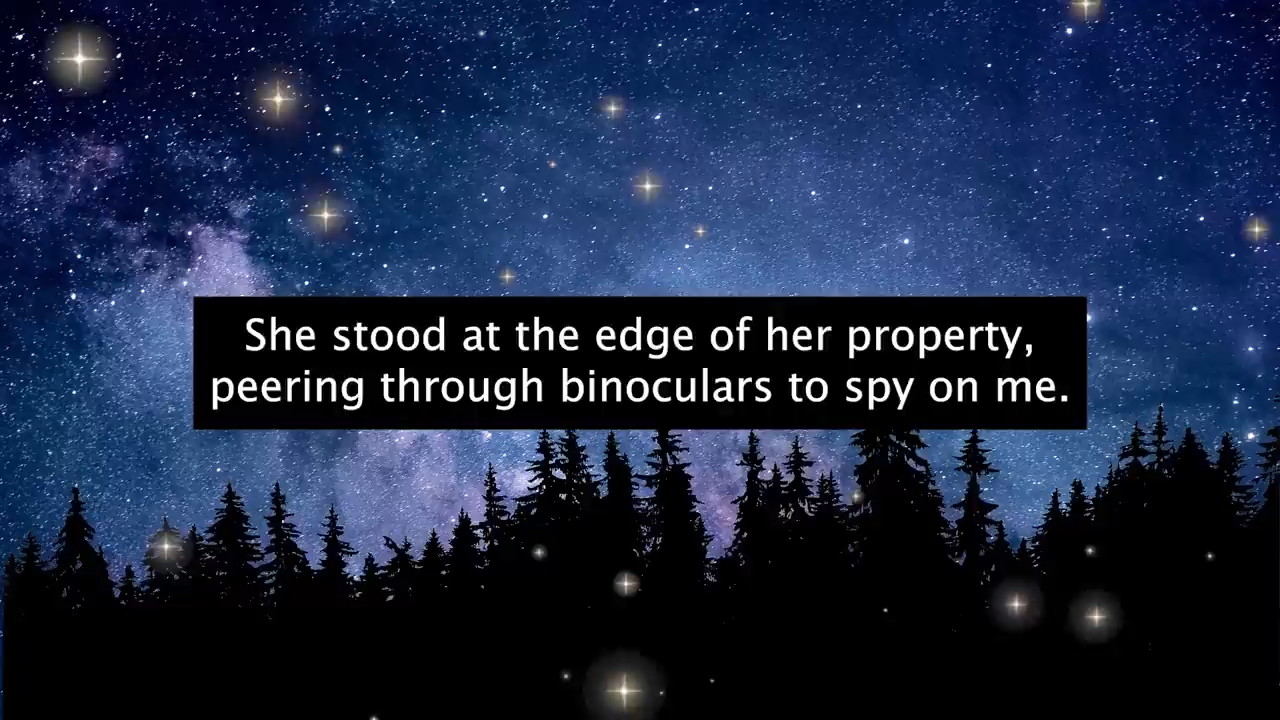 She stood at the edge of her property,
peering through binoculars to spy on me.